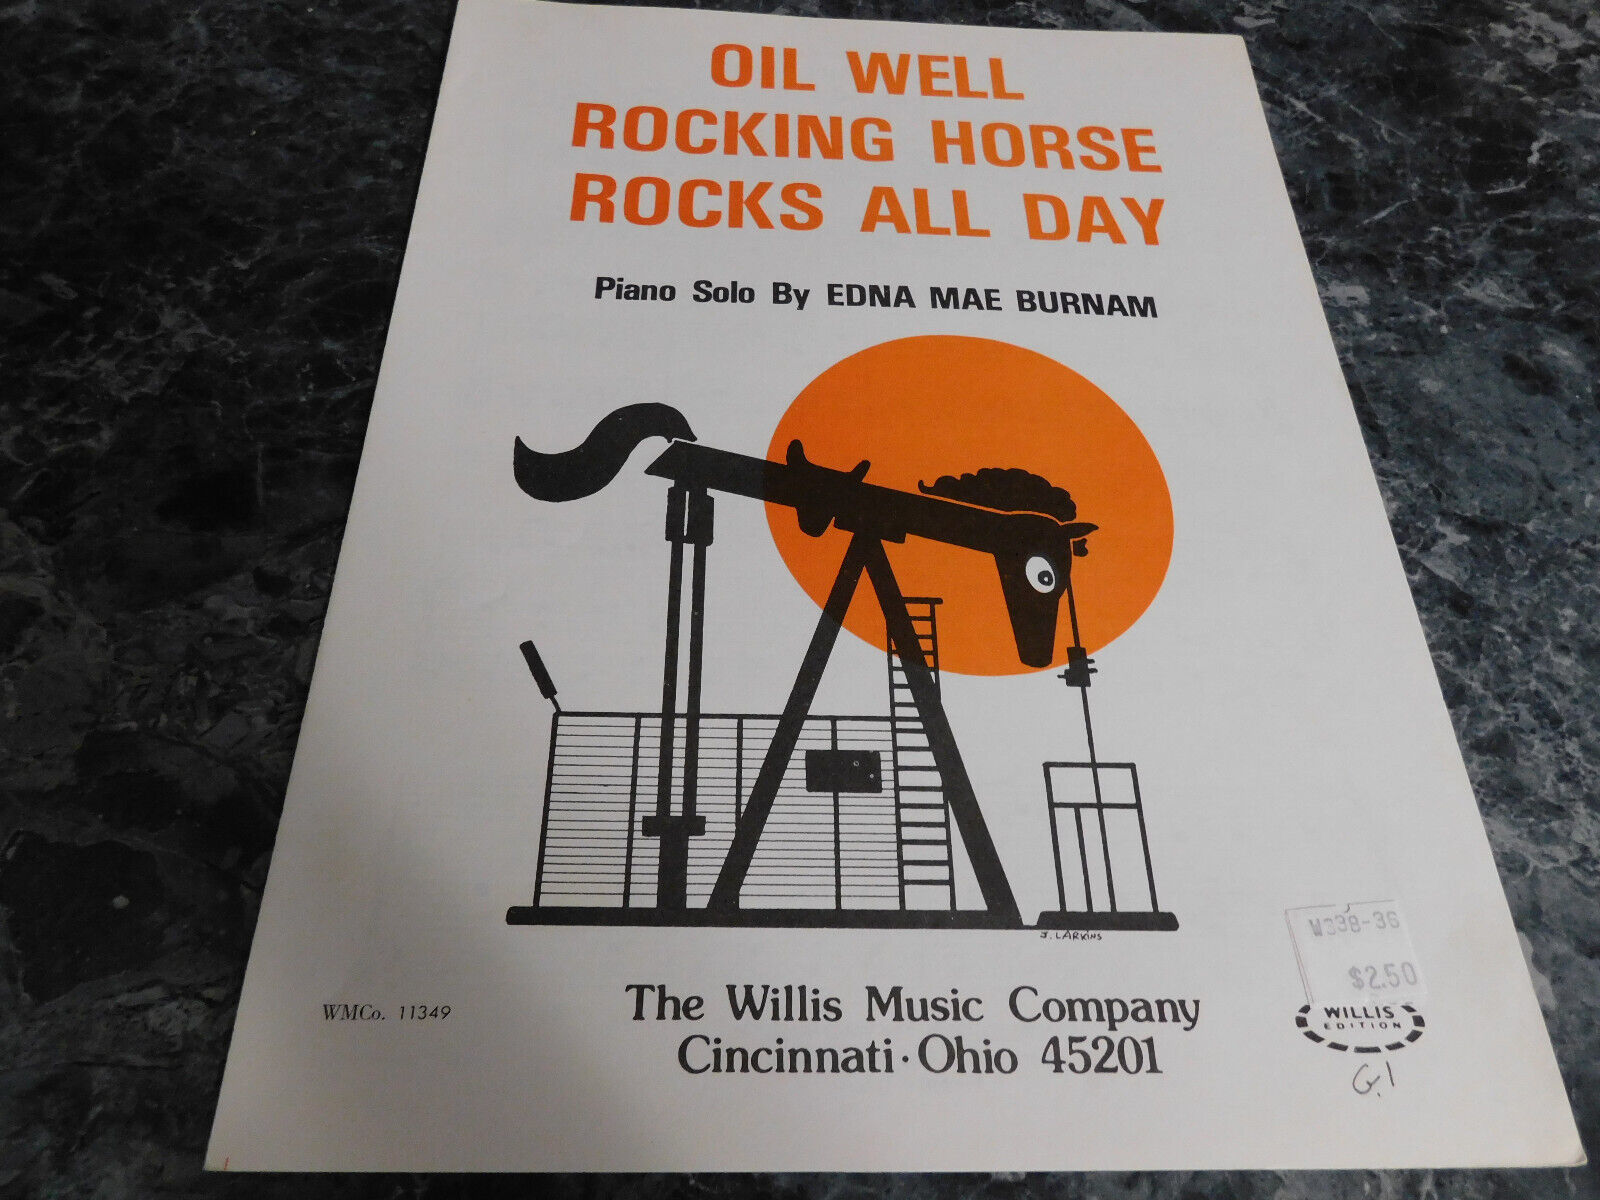 OIL WELL
ROCKING HORSE
ROCKS ALL DAY
Piano Solo By EDNA MAE BURNAM
J. LARKINS
M338-36
$2.50
WMCo. 11349
The Willis Music Company
Cincinnati · Ohio 45201
WILLIS
EDITION
G.1